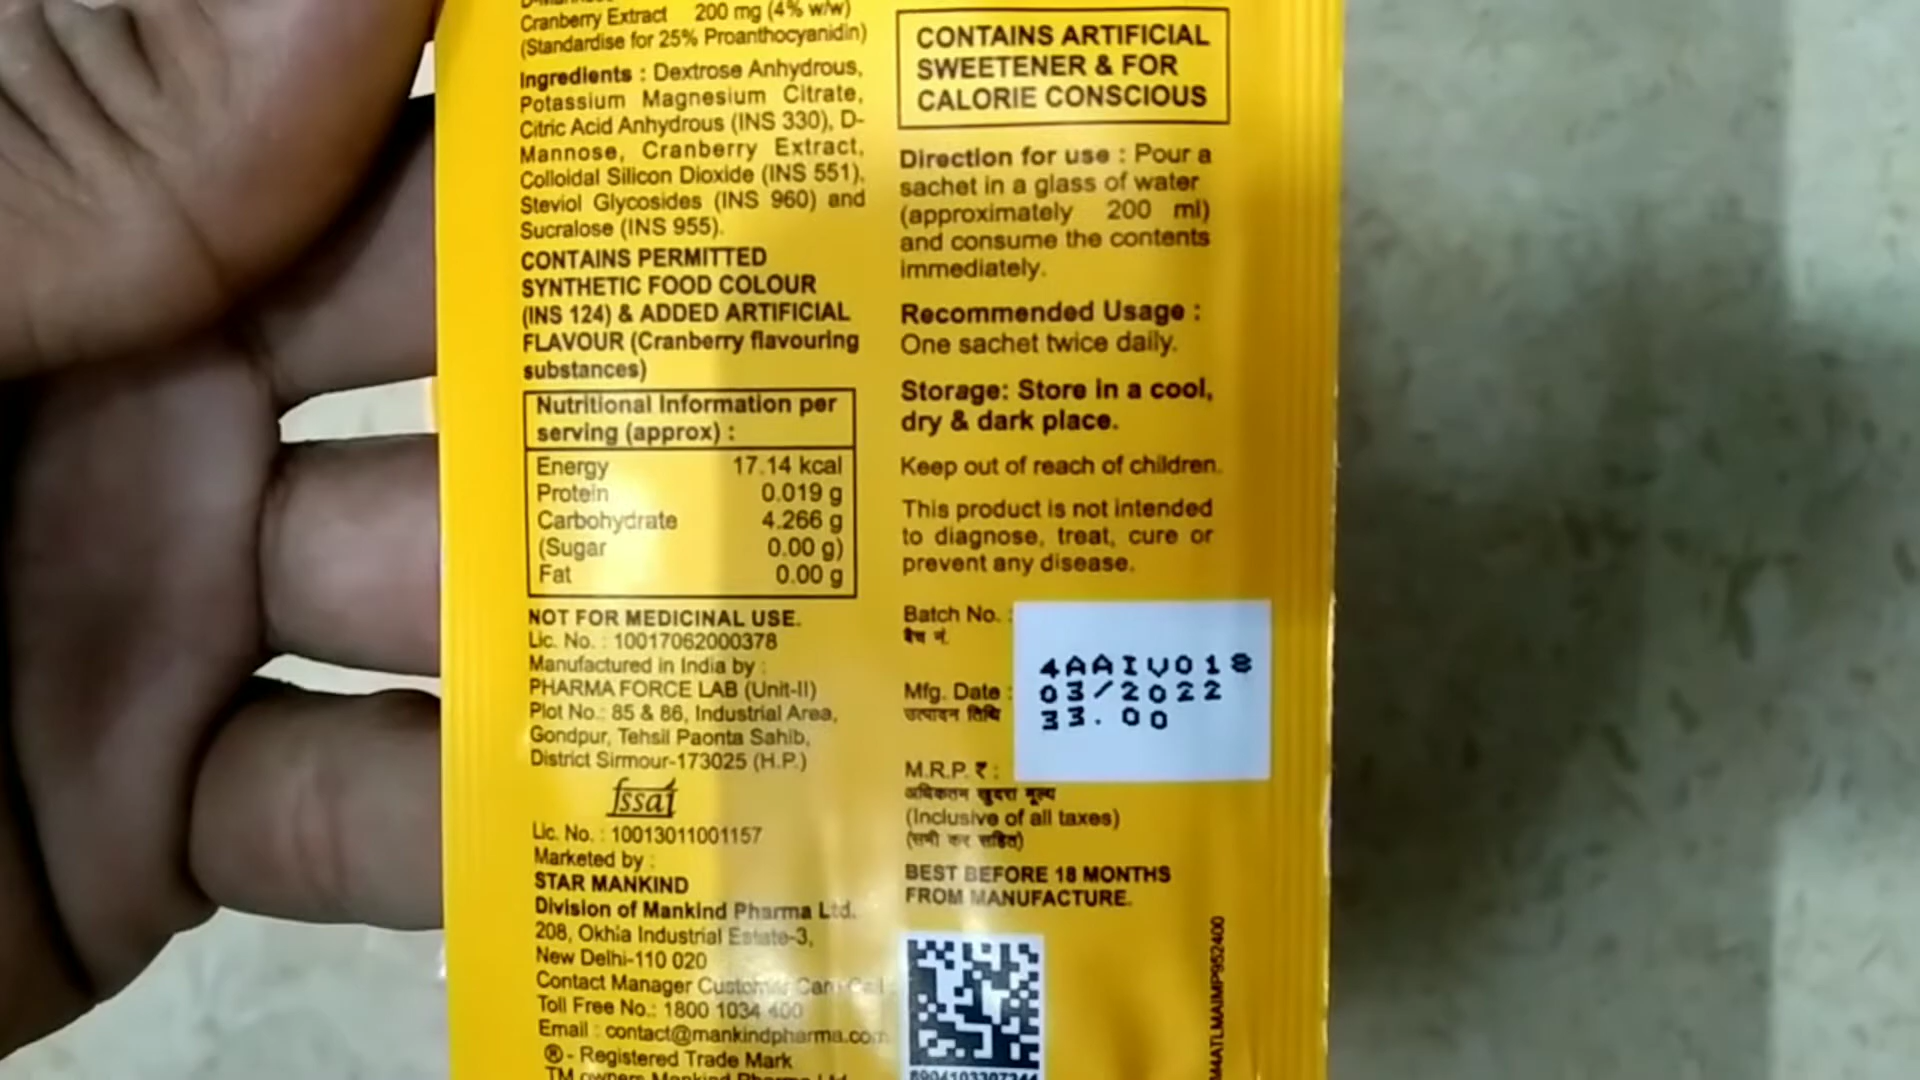 Cranberry Extract 200 mg (4% w/w)
(Standardise for 25% Proanthocyanidin)
Ingredients : Dextrose Anhydrous,
Potassium Magnesium Citrate,
Citric Acid Anhydrous (INS 330), D-
Mannose, Cranberry Extract,
Colloidal Silicon Dioxide (INS 551),
Steviol Glycosides (INS 960) and
Sucralose (INS 955).
CONTAINS PERMITTED
SYNTHETIC FOOD COLOUR
(INS 124) & ADDED ARTIFICIAL
FLAVOUR (Cranberry flavouring
substances)
Nutritional Information per
serving (approx) :
Energy 17.14 kcal
Protein 0.019 g
Carbohydrate 4.266 g
(Sugar 0.00 g)
Fat 0.00 g
NOT FOR MEDICINAL USE.
Lic. No. : 10017062000378
Manufactured in India by :
PHARMA FORCE LAB (Unit-II)
Plot No.: 85 & 86, Industrial Area,
Gondpur, Tehsil Paonta Sahib,
District Sirmour-173025 (H.P.)
fssai
Lic. No. : 10013011001157
Marketed by :
STAR MANKIND
Division of Mankind Pharma Ltd.
208, Okhla Industrial Estate-3,
New Delhi-110 020
Contact Manager Customer Care Cell
Toll Free No.: 1800 1034 400
Email : contact@mankindpharma.com
® - Registered Trade Mark
TM owners Mankind Pharma Ltd
CONTAINS ARTIFICIAL
SWEETENER & FOR
CALORIE CONSCIOUS
Direction for use : Pour a
sachet in a glass of water
(approximately 200 ml)
and consume the contents
immediately.
Recommended Usage :
One sachet twice daily.
Storage: Store in a cool,
dry & dark place.
Keep out of reach of children.
This product is not intended
to diagnose, treat, cure or
prevent any disease.
Batch No. :
बैच नं.
4AAIV018
Mfg. Date : 03/2022
उत्पादन तिथि
33.00
M.R.P. ₹ :
अधिकतम खुदरा मूल्य
(Inclusive of all taxes)
(सभी कर सहित)
BEST BEFORE 18 MONTHS
FROM MANUFACTURE.